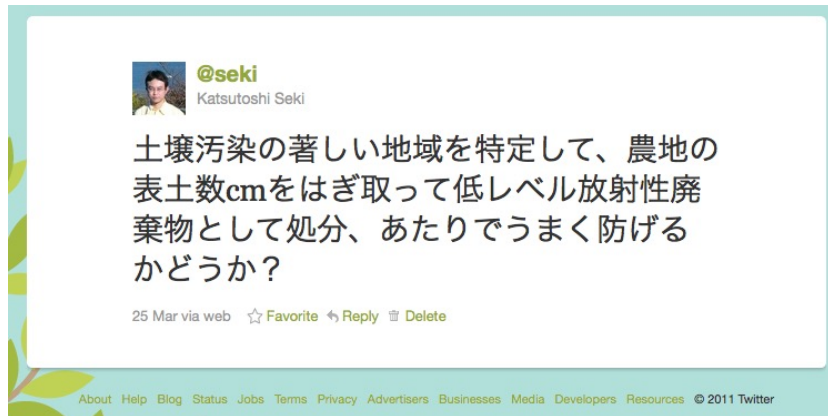 @seki
Katsutoshi Seki
土壌汚染の著しい地域を特定して、農地の
表土数cmをはぎ取って低レベル放射性廃
棄物として処分、あたりでうまく防げる
かどうか？
25 Mar via web Favorite Reply Delete
About Help Blog Status Jobs Terms Privacy Advertisers Businesses Media Developers Resources © 2011 Twitter